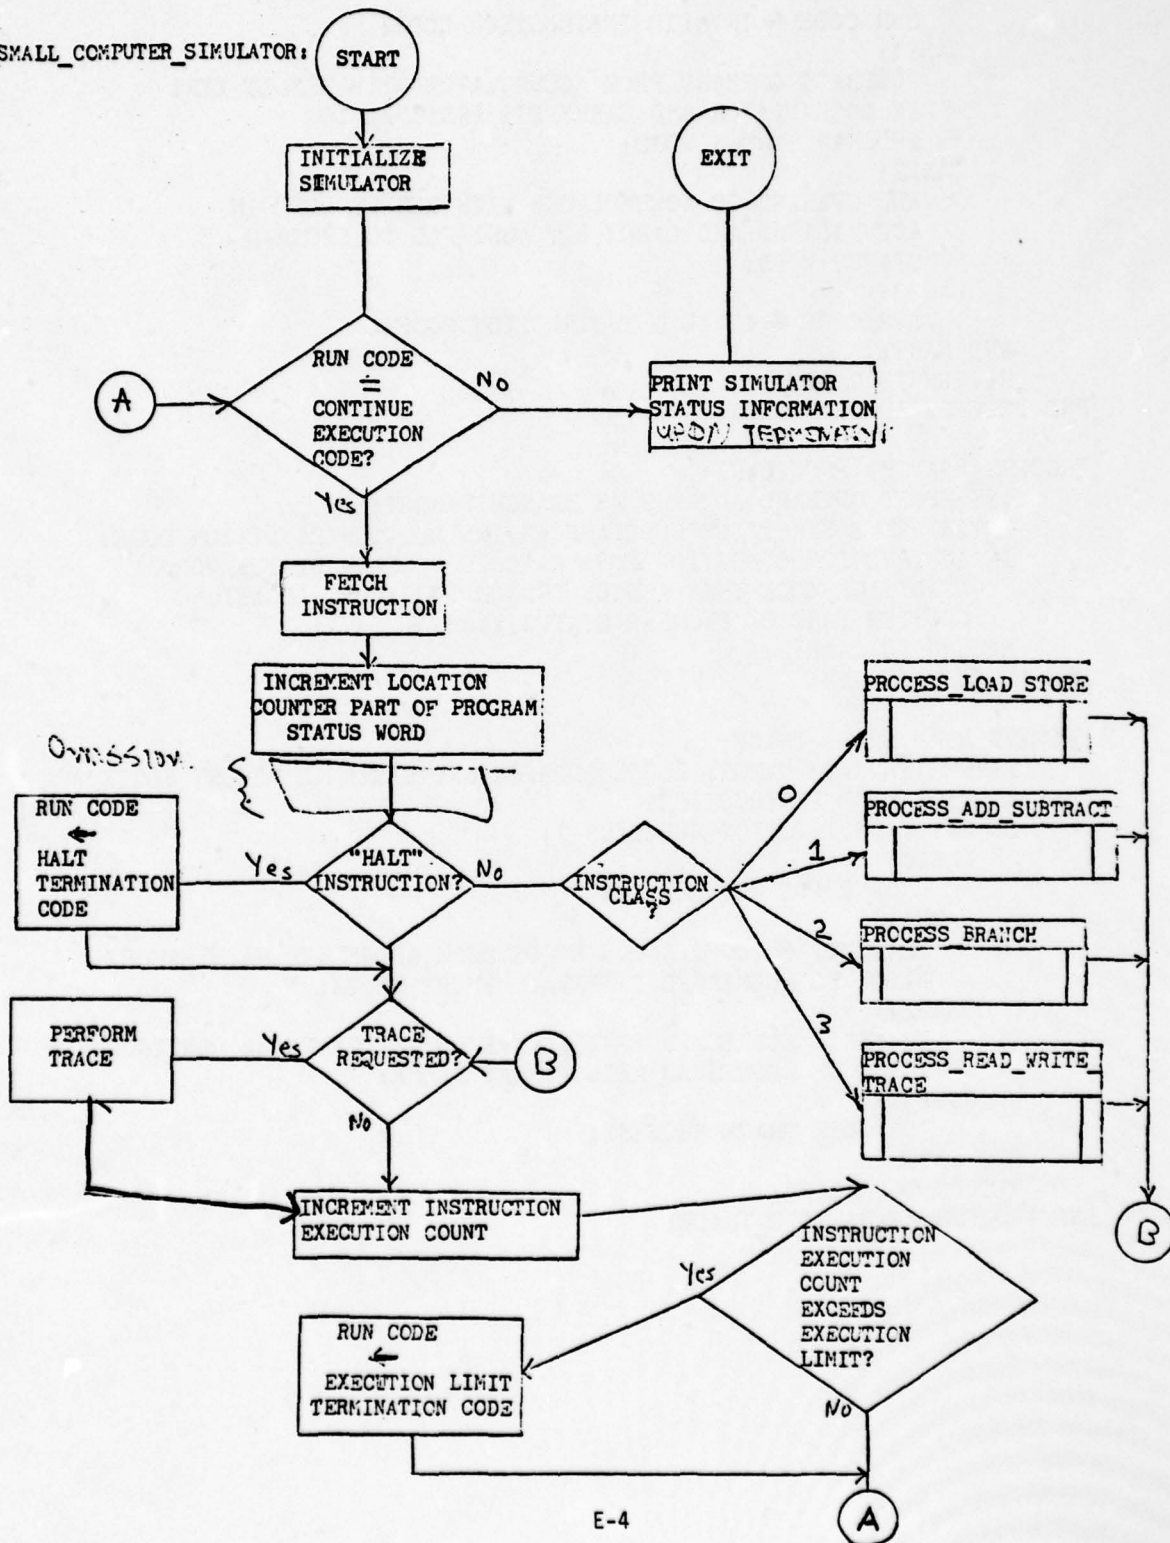 SMALL_COMPUTER_SIMULATOR:
START
INITIALIZE
SIMULATOR
EXIT
RUN CODE
=
CONTINUE
EXECUTION
CODE?
A
No
Yes
PRINT SIMULATOR
STATUS INFORMATION
UPON
FETCH
INSTRUCTION
INCREMENT LOCATION
COUNTER PART OF PROGRAM
STATUS WORD
Omission
RUN CODE
←
HALT
TERMINATION
CODE
Yes
"HALT"
INSTRUCTION?
No
INSTRUCTION
CLASS
?
0
PROCESS_LOAD_STORE
1
PROCESS_ADD_SUBTRACT
2
PROCESS_BRANCH
3
PROCESS_READ_WRITE_
TRACE
B
PERFORM
TRACE
Yes
TRACE
REQUESTED?
B
No
INCREMENT INSTRUCTION
EXECUTION COUNT
INSTRUCTION
EXECUTION
COUNT
EXCEEDS
EXECUTION
LIMIT?
Yes
RUN CODE
←
EXECUTION LIMIT
TERMINATION CODE
No
A
E-4